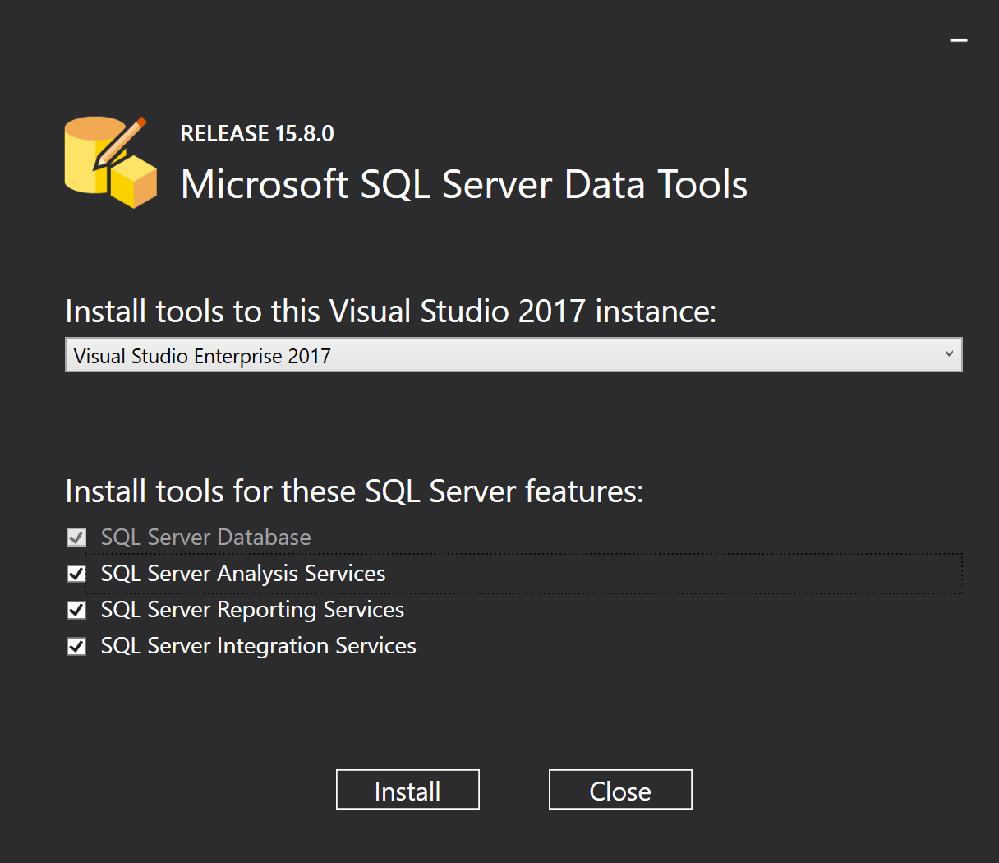 RELEASE 15.8.0
Microsoft SQL Server Data Tools
Install tools to this Visual Studio 2017 instance:
Visual Studio Enterprise 2017
Install tools for these SQL Server features:
SQL Server Database
SQL Server Analysis Services
SQL Server Reporting Services
SQL Server Integration Services
Install
Close